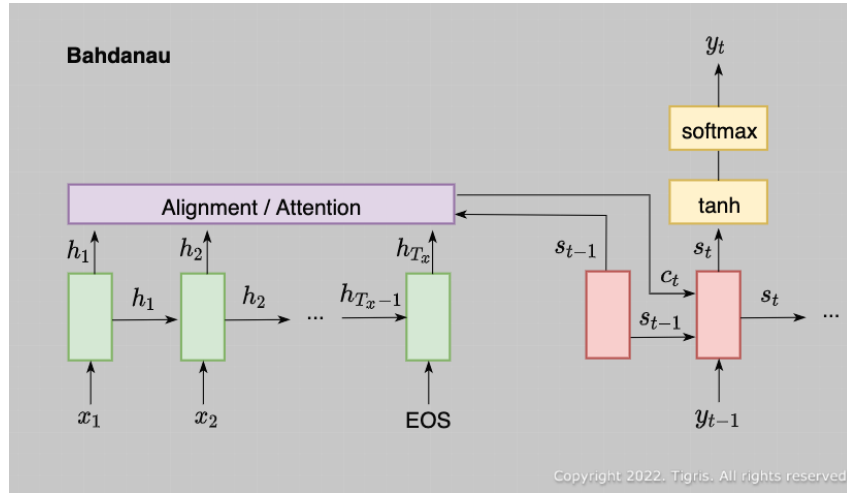 Bahdanau
y_t
softmax
tanh
Alignment / Attention
h_1
h_2
h_{T_x}
s_{t-1}
s_t
h_1
h_2
...
h_{T_x-1}
c_t
s_{t-1}
s_t
...
x_1
x_2
EOS
y_{t-1}
Copyright 2022. Tigris. All rights reserved